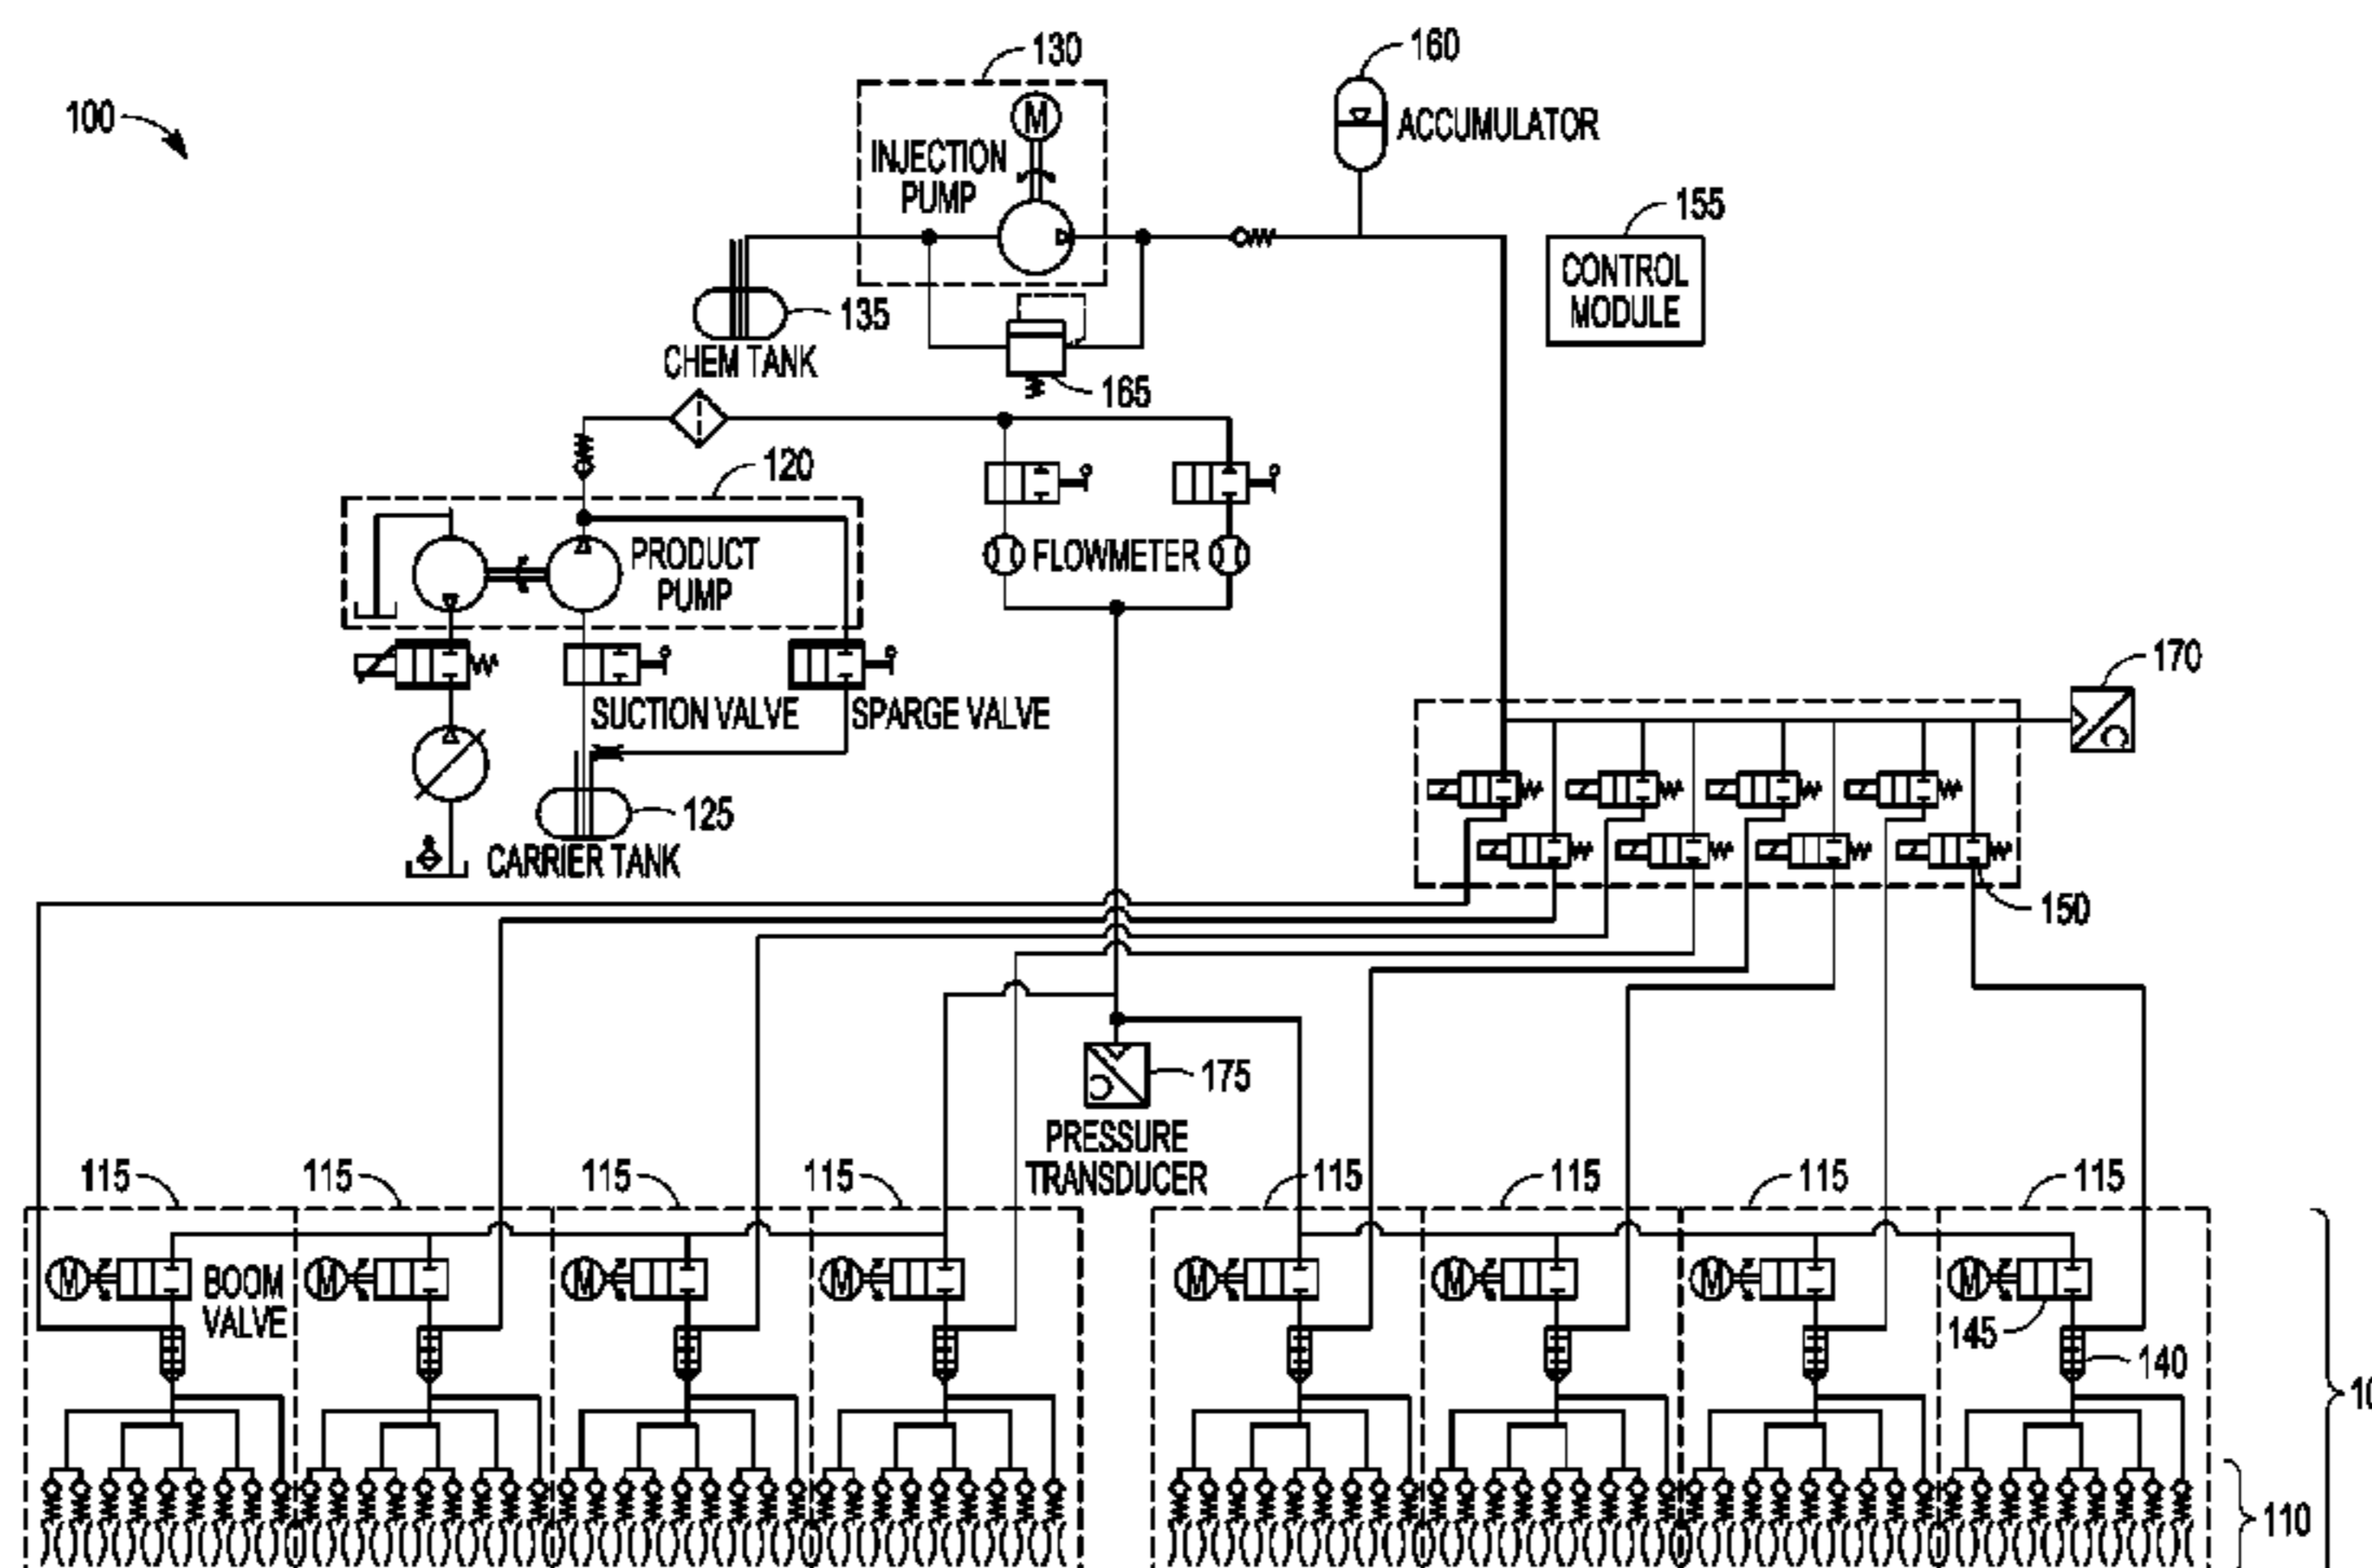 130
160
100
M
ACCUMULATOR
INJECTION
PUMP
155
CONTROL
MODULE
135
CHEM TANK
165
120
PRODUCT
PUMP
FLOWMETER
170
SUCTION VALVE
SPARGE VALVE
125
CARRIER TANK
150
175
PRESSURE
TRANSDUCER
115
115
115
115
115
115
115
115
M
BOOM
VALVE
M
M
M
M
M
M
M
145
140
110